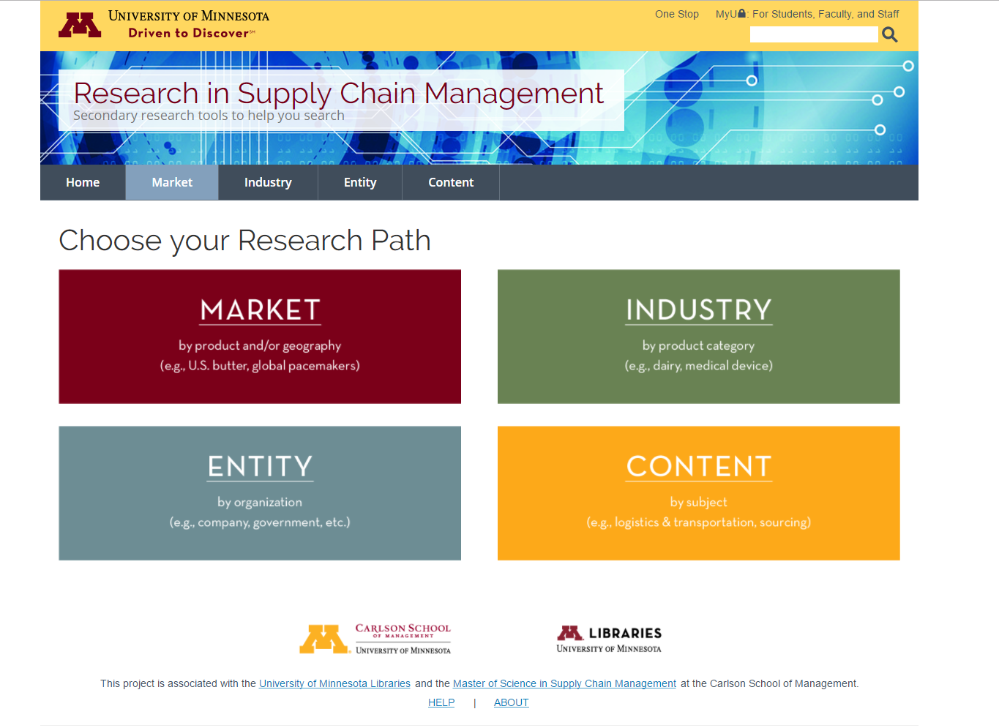 UNIVERSITY OF MINNESOTA
Driven to Discover℠
One Stop MyU: For Students, Faculty, and Staff
Research in Supply Chain Management
Secondary research tools to help you search
Home Market Industry Entity Content
Choose your Research Path
MARKET
by product and/or geography
(e.g., U.S. butter, global pacemakers)
INDUSTRY
by product category
(e.g., dairy, medical device)
ENTITY
by organization
(e.g., company, government, etc.)
CONTENT
by subject
(e.g., logistics & transportation, sourcing)
CARLSON SCHOOL
OF MANAGEMENT
UNIVERSITY OF MINNESOTA
LIBRARIES
UNIVERSITY OF MINNESOTA
This project is associated with the University of Minnesota Libraries and the Master of Science in Supply Chain Management at the Carlson School of Management.
HELP | ABOUT